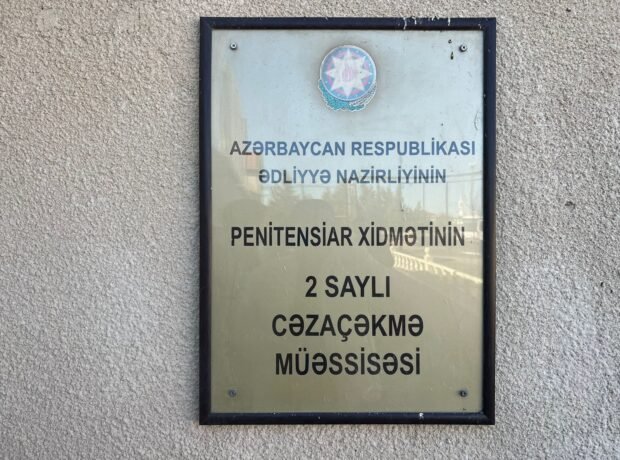 AZƏRBAYCAN RESPUBLİKASI
ƏDLİYYƏ NAZİRLİYİNİN
PENİTENSİAR XİDMƏTİNİN
2 SAYLI
CƏZAÇƏKMƏ
MÜƏSSİSƏSİ